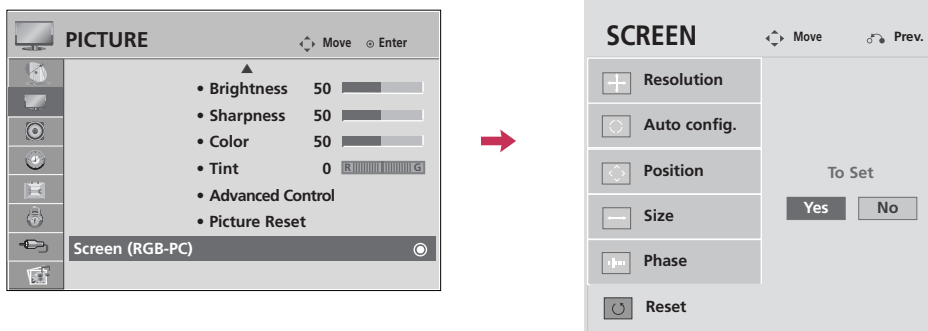 PICTURE Move Enter
• Brightness 50
• Sharpness 50
• Color 50
• Tint 0 R G
• Advanced Control
• Picture Reset
Screen (RGB-PC)
SCREEN Move Prev.
Resolution
Auto config.
Position
Size
Phase
Reset
To Set
Yes No